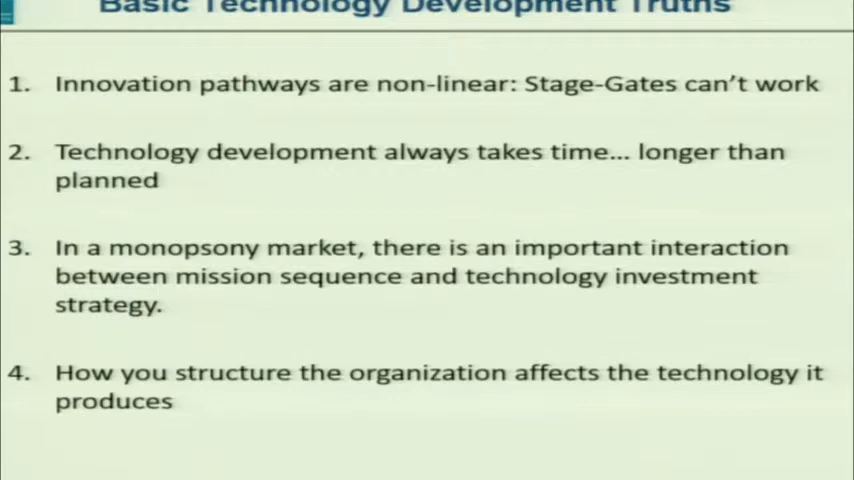 Basic Technology Development Truths
1. Innovation pathways are non-linear: Stage-Gates can't work
2. Technology development always takes time... longer than
planned
3. In a monopsony market, there is an important interaction
between mission sequence and technology investment
strategy.
4. How you structure the organization affects the technology it
produces